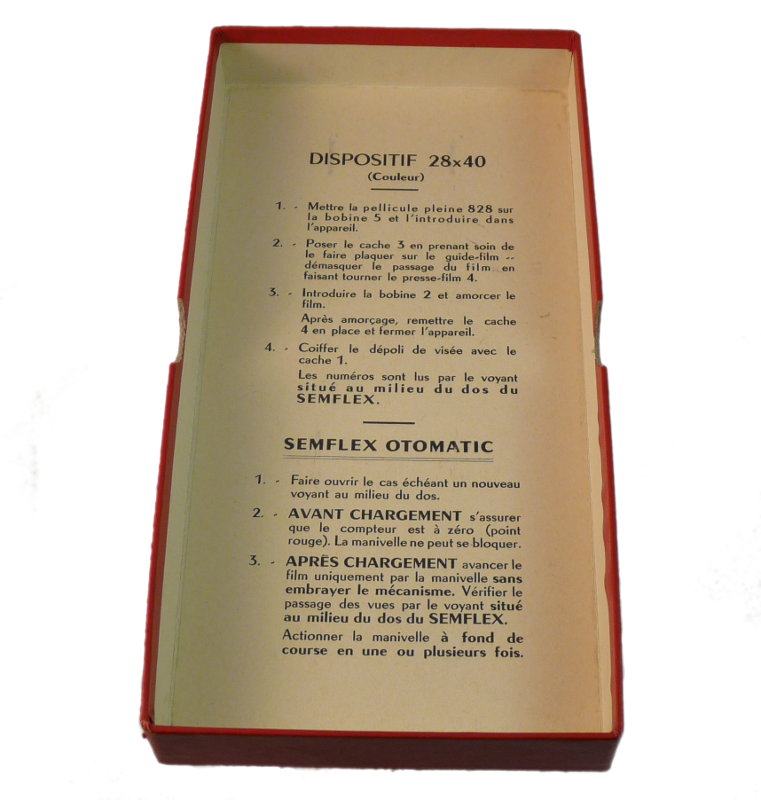 DISPOSITIF 28x40
(Couleur)
1. - Mettre la pellicule pleine 828 sur
la bobine 5 et l'introduire dans
l'appareil.
2. - Poser le cache 3 en prenant soin de
le faire plaquer sur le guide-film --
démasquer le passage du film en
faisant tourner le presse-film 4.
3. - Introduire la bobine 2 et amorcer le
film.
Après amorçage, remettre le cache
4 en place et fermer l'appareil.
4. - Coiffer le dépoli de visée avec le
cache 1.
Les numéros sont lus par le voyant
situé au milieu du dos du
SEMFLEX.
SEMFLEX OTOMATIC
1. - Faire ouvrir le cas échéant un nouveau
voyant au milieu du dos.
2. - AVANT CHARGEMENT s'assurer
que le compteur est à zéro (point
rouge). La manivelle ne peut se bloquer.
3. - APRÈS CHARGEMENT avancer le
film uniquement par la manivelle sans
embrayer le mécanisme. Vérifier le
passage des vues par le voyant situé
au milieu du dos du SEMFLEX.
Actionner la manivelle à fond de
course en une ou plusieurs fois.